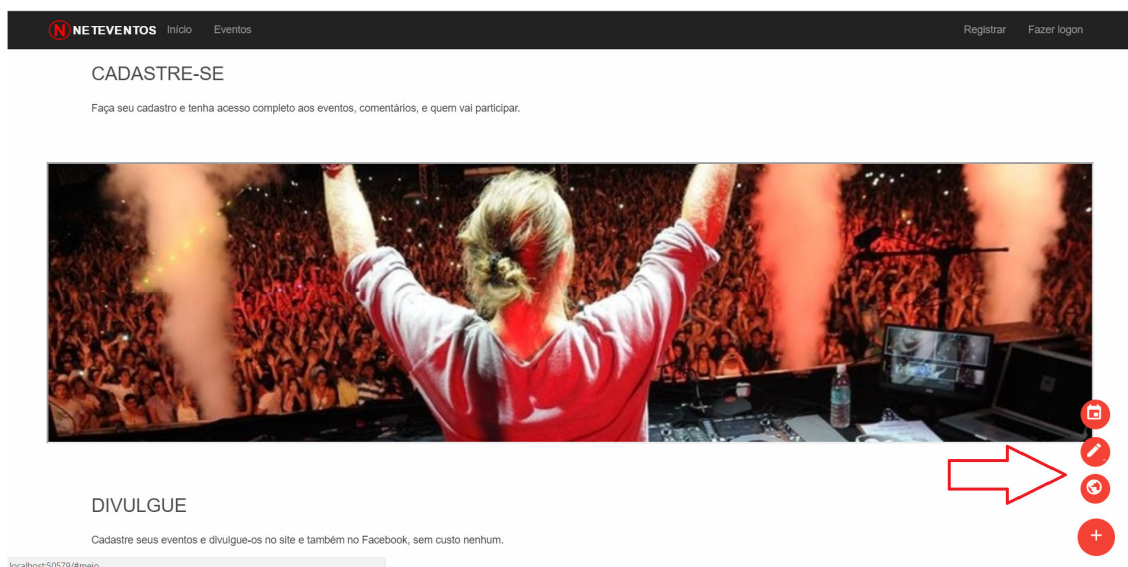 N NETEVENTOS Início Eventos Registrar Fazer logon
CADASTRE-SE
Faça seu cadastro e tenha acesso completo aos eventos, comentários, e quem vai participar.
DIVULGUE
Cadastre seus eventos e divulgue-os no site e também no Facebook, sem custo nenhum.
localhost:50579/#meio